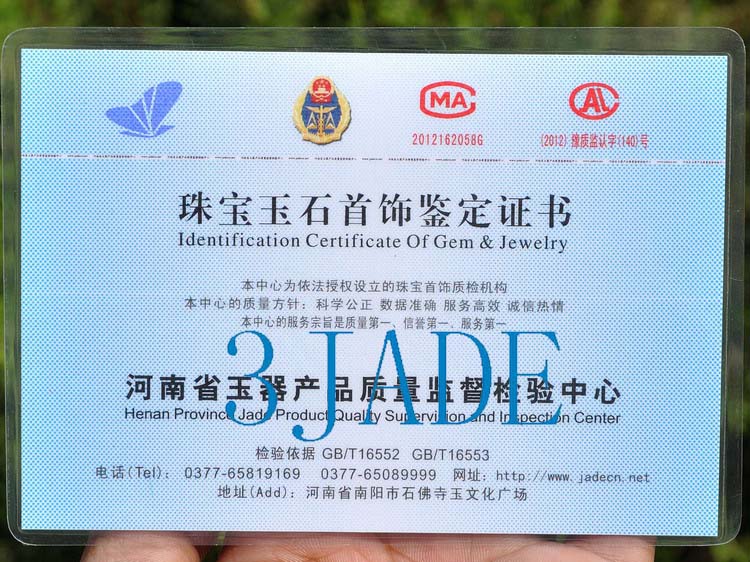 MA
2012162058G
AL
(2012) 豫质监认字(140)号
珠宝玉石首饰鉴定证书
Identification Certificate Of Gem & Jewelry
本中心为依法授权设立的珠宝首饰质检机构
本中心的质量方针：科学公正 数据准确 服务高效 诚信热情
本中心的服务宗旨是质量第一、信誉第一、服务第一
3 JADE
河南省玉器产品质量监督检验中心
Henan Province Jade Product Quality Supervision and Inspection Center
检验依据 GB/T16552 GB/T16553
电话(Tel)： 0377-65819169 0377-65089999 网址：http://www.jadecn.net
地址(Add)：河南省南阳市石佛寺玉文化广场